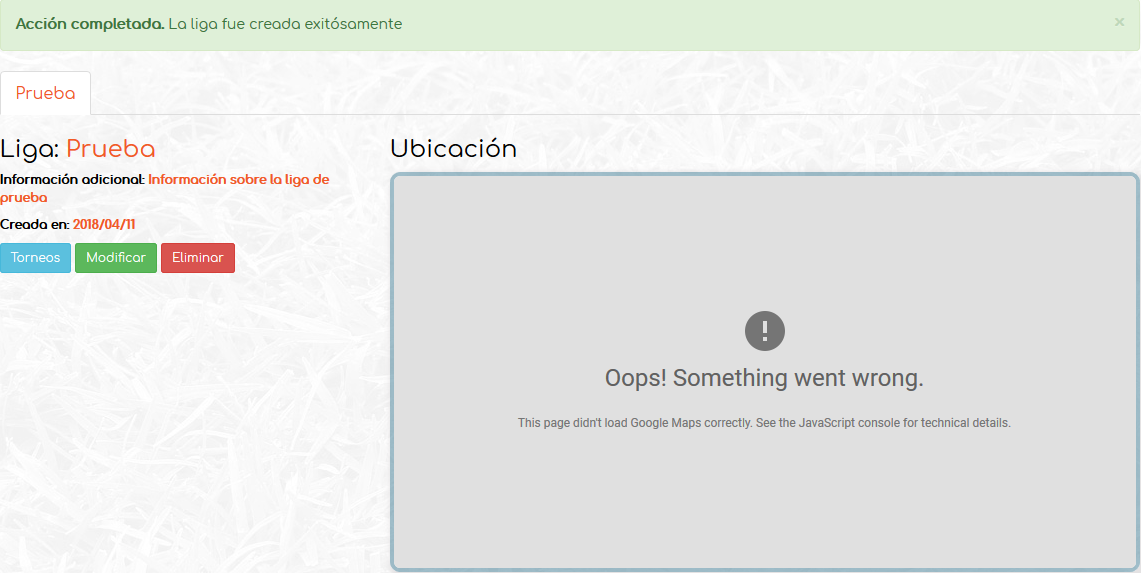 Acción completada. La liga fue creada exitósamente
×
Prueba
Liga: Prueba
Información adicional: Información sobre la liga de
prueba
Creada en: 2018/04/11
Torneos Modificar Eliminar
Ubicación
Oops! Something went wrong.
This page didn't load Google Maps correctly. See the JavaScript console for technical details.